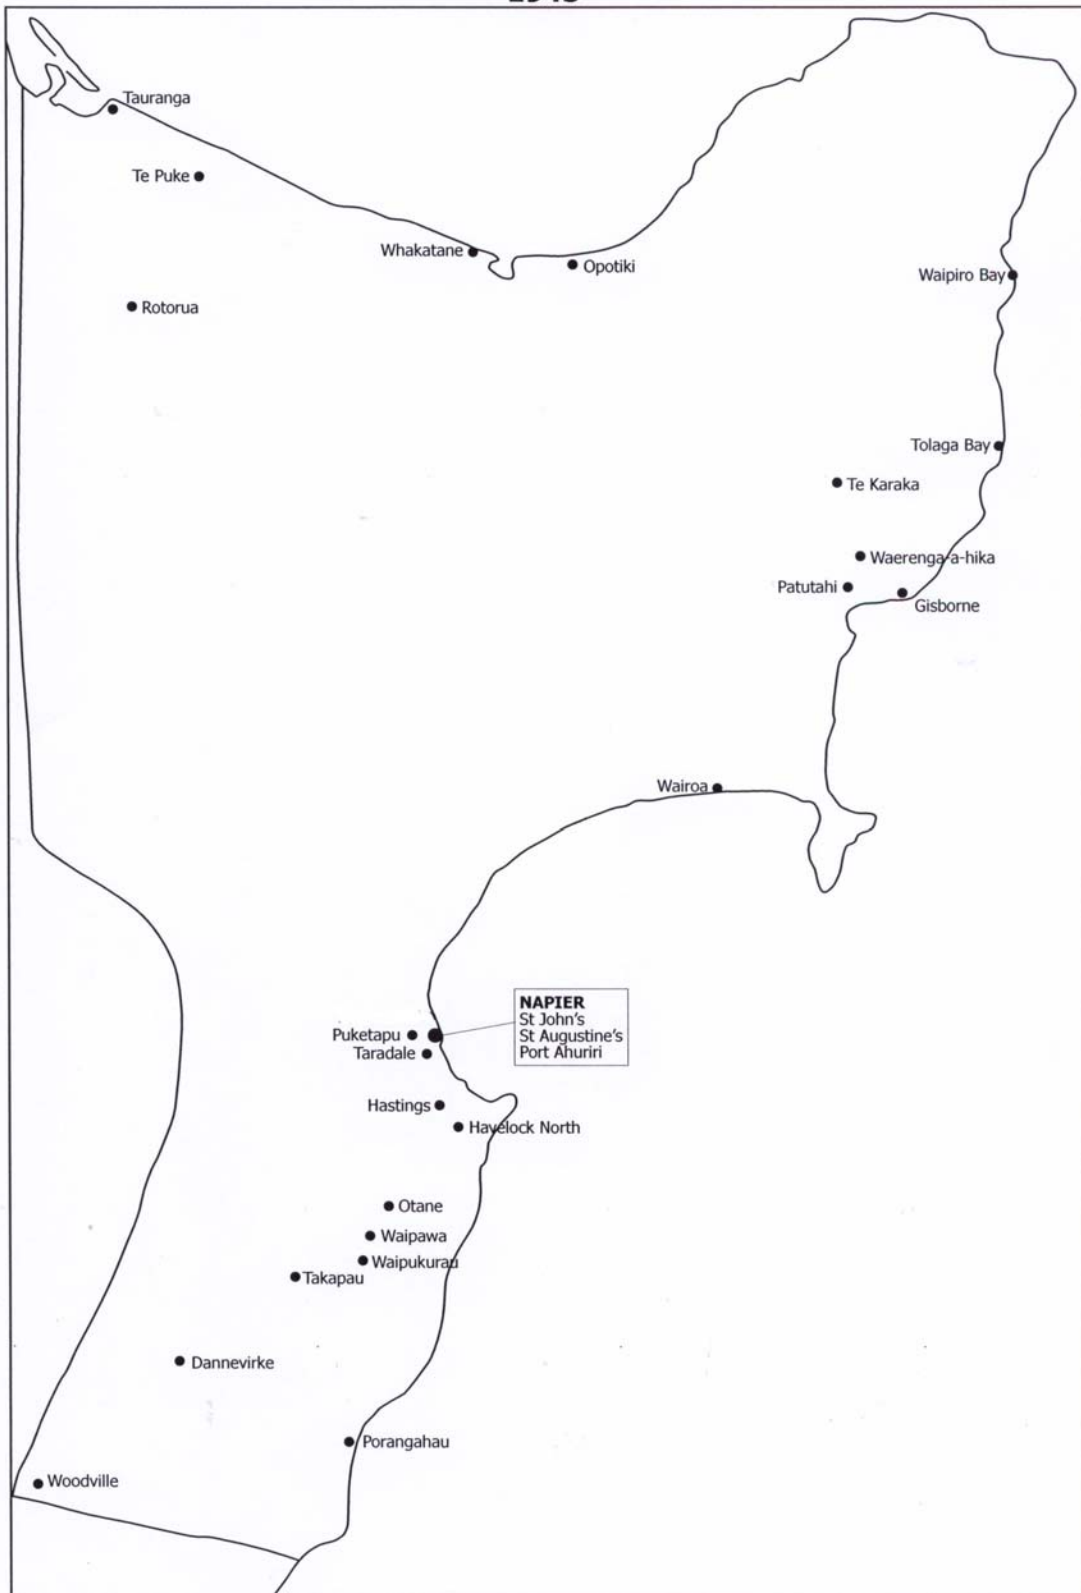 Tauranga
Te Puke
Whakatane
Opotiki
Waipiro Bay
Rotorua
Tolaga Bay
Te Karaka
Waerenga-a-hika
Patutahi
Gisborne
Wairoa
NAPIER
St John's
St Augustine's
Port Ahuriri
Puketapu
Taradale
Hastings
Havelock North
Otane
Waipawa
Waipukurau
Takapau
Dannevirke
Porangahau
Woodville